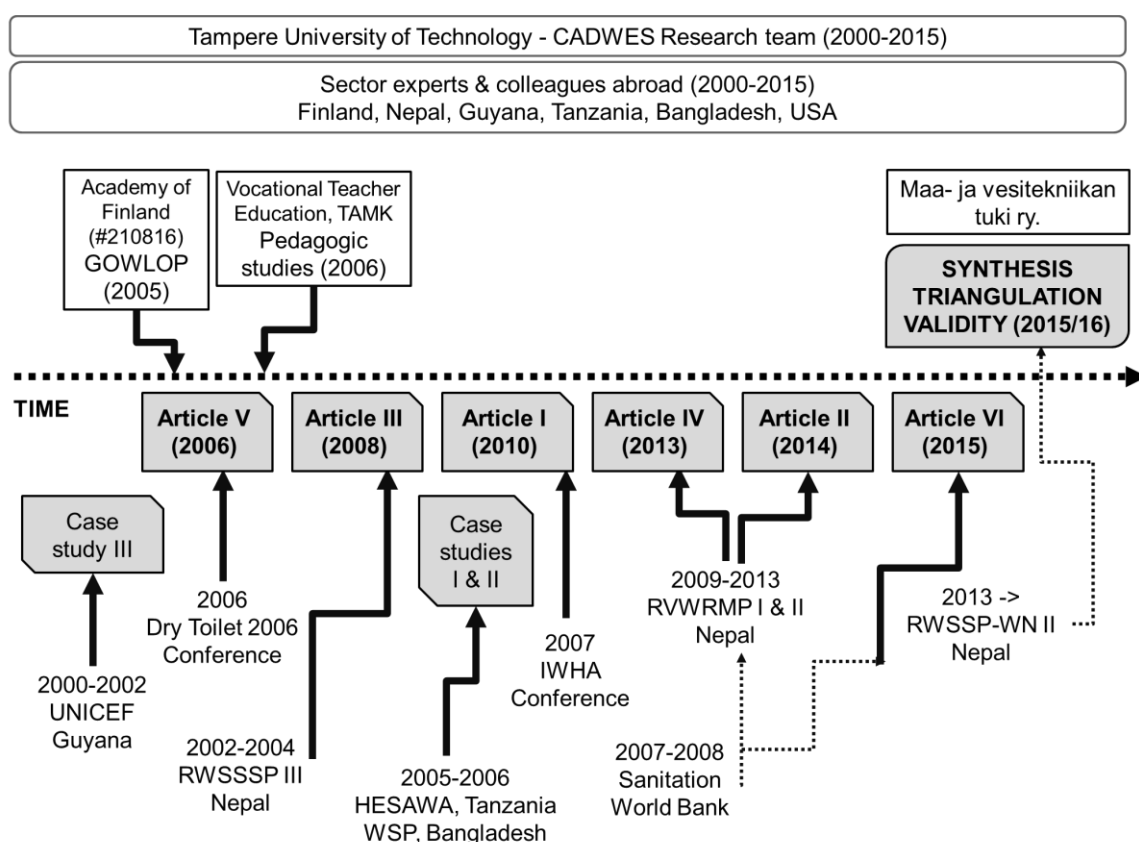 Tampere University of Technology - CADWES Research team (2000-2015)
Sector experts & colleagues abroad (2000-2015)
Finland, Nepal, Guyana, Tanzania, Bangladesh, USA
Academy of
Finland
(#210816)
GOWLOP
(2005)
Vocational Teacher
Education, TAMK
Pedagogic
studies (2006)
Maa- ja vesitekniikan
tuki ry.
SYNTHESIS
TRIANGULATION
VALIDITY (2015/16)
TIME
Article V
(2006)
Article III
(2008)
Article I
(2010)
Article IV
(2013)
Article II
(2014)
Article VI
(2015)
Case
study III
Case
studies
I & II
2000-2002
UNICEF
Guyana
2006
Dry Toilet 2006
Conference
2002-2004
RWSSSP III
Nepal
2005-2006
HESAWA, Tanzania
WSP, Bangladesh
2007
IWHA
Conference
2009-2013
RVWRMP I & II
Nepal
2007-2008
Sanitation
World Bank
2013 ->
RWSSP-WN II
Nepal